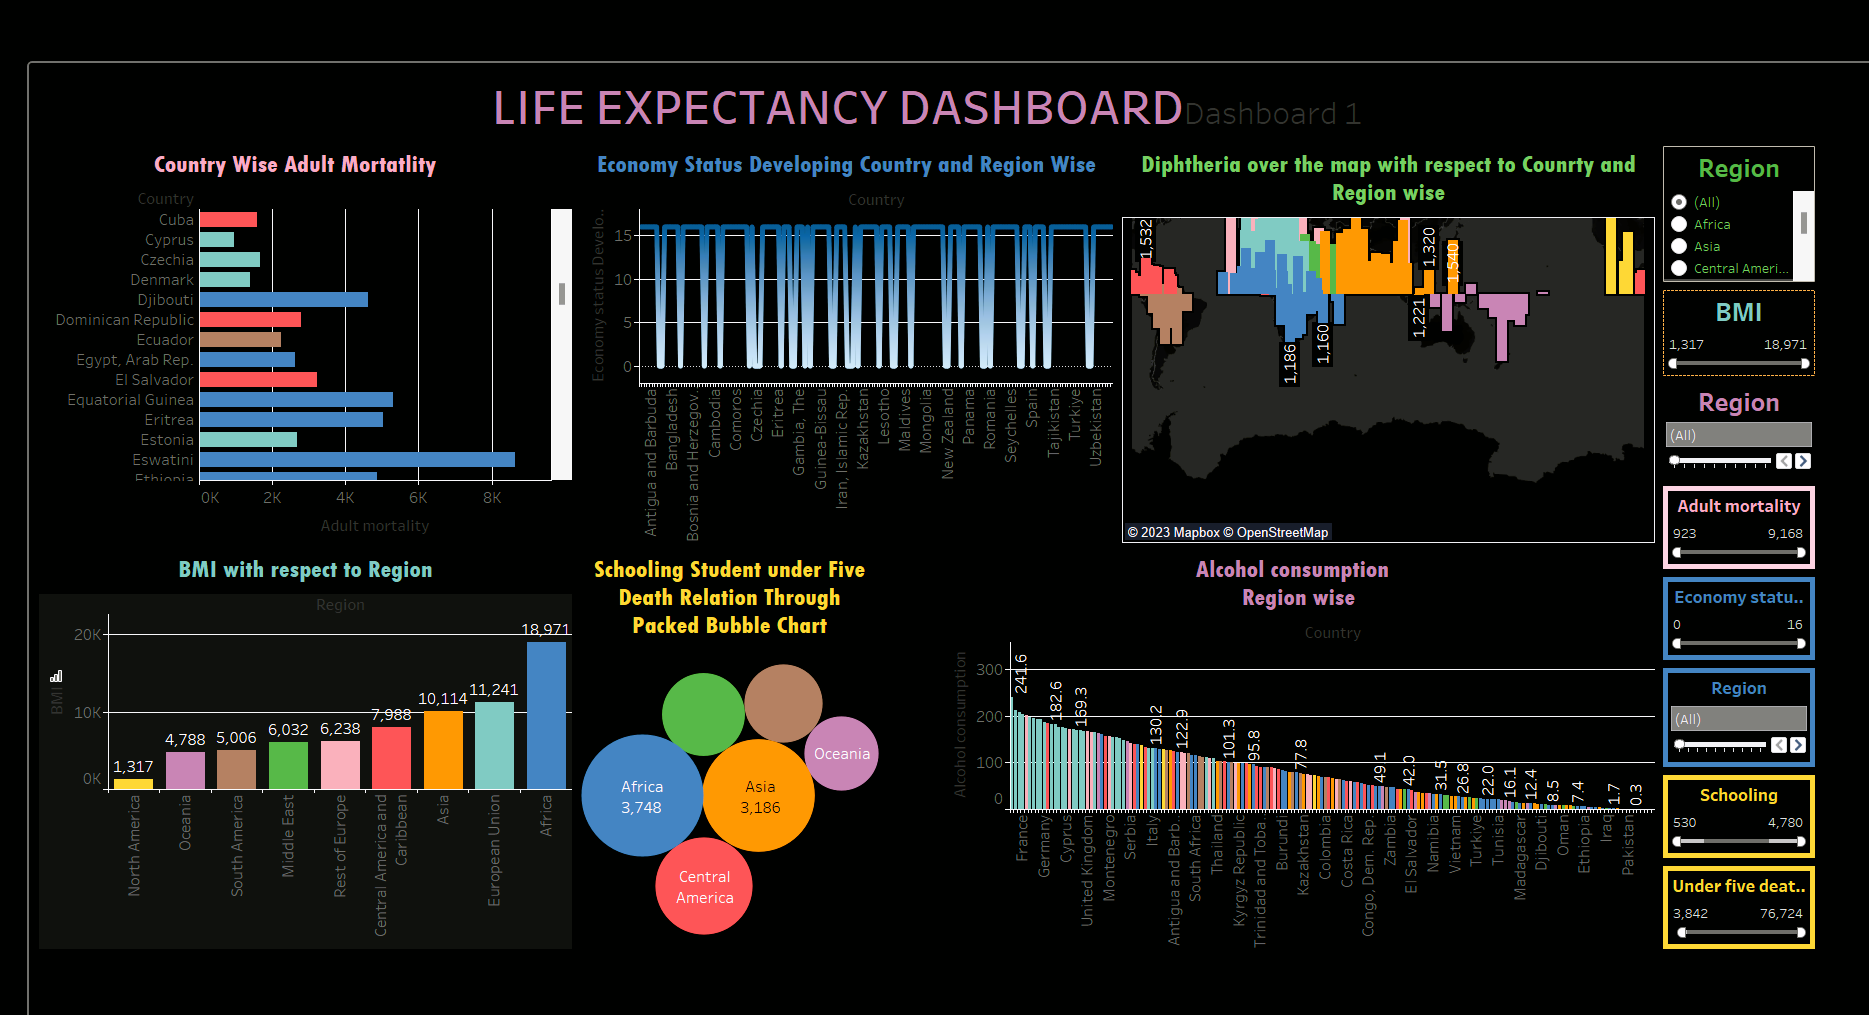 LIFE EXPECTANCY DASHBOARD Dashboard 1
Country Wise Adult Mortatlity
Country
Cuba
Cyprus
Czechia
Denmark
Djibouti
Dominican Republic
Ecuador
Egypt, Arab Rep.
El Salvador
Equatorial Guinea
Eritrea
Estonia
Eswatini
Ethiopia
0K 2K 4K 6K 8K
Adult mortality
Economy Status Developing Country and Region Wise
Country
Economy status Develo..
15
10
5
0
Antigua and Barbuda
Bangladesh
Bosnia and Herzegov..
Cambodia
Comoros
Czechia
Eritrea
Gambia, The
Guinea-Bissau
Iran, Islamic Rep.
Kazakhstan
Lesotho
Maldives
Mongolia
New Zealand
Panama
Romania
Seychelles
Spain
Tajikistan
Turkiye
Uzbekistan
Diphtheria over the map with respect to Counrty and
Region wise
1,532
1,186
1,160
1,221
1,320
1,540
© 2023 Mapbox © OpenStreetMap
Region
(All)
Africa
Asia
Central Ameri...
BMI
1,317 18,971
Region
(All)
Adult mortality
923 9,168
Economy statu..
0 16
Region
(All)
Schooling
530 4,780
Under five deat..
3,842 76,724
BMI with respect to Region
Region
BMI
20K
10K
0K
1,317
4,788
5,006
6,032
6,238
7,988
10,114
11,241
18,971
North America
Oceania
South America
Middle East
Rest of Europe
Central America and
Caribbean
Asia
European Union
Africa
Schooling Student under Five
Death Relation Through
Packed Bubble Chart
Oceania
Africa
3,748
Asia
3,186
Central
America
Alcohol consumption
Region wise
Country
Alcohol consumption
300
200
100
0
241.6
182.6
169.3
130.2
122.9
101.3
95.8
77.8
49.1
42.0
31.5
26.8
22.0
16.1
12.4
8.5
7.4
1.7
0.3
France
Germany
Cyprus
United Kingdom
Montenegro
Serbia
Italy
Antigua and Barb..
South Africa
Thailand
Kyrgyz Republic
Trinidad and Toba..
Burundi
Kazakhstan
Colombia
Costa Rica
Congo, Dem. Rep.
Zambia
El Salvador
Namibia
Vietnam
Turkiye
Tunisia
Madagascar
Djibouti
Oman
Ethiopia
Iraq
Pakistan